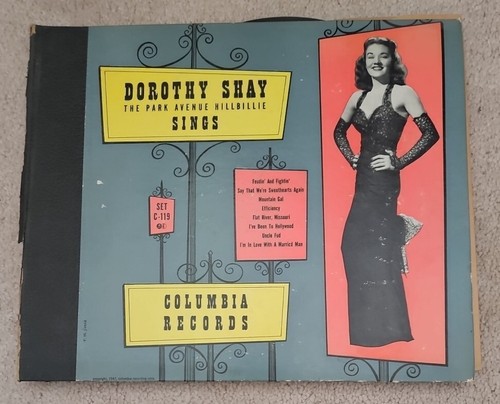 DOROTHY SHAY
THE PARK AVENUE HILLBILLIE
SINGS
SET
C-119
Feudin' And Fightin'
Say That We're Sweethearts Again
Mountain Gal
Efficiency
Flat River, Missouri
I've Been To Hollywood
Uncle Fud
I'm In Love With A Married Man
COLUMBIA
RECORDS